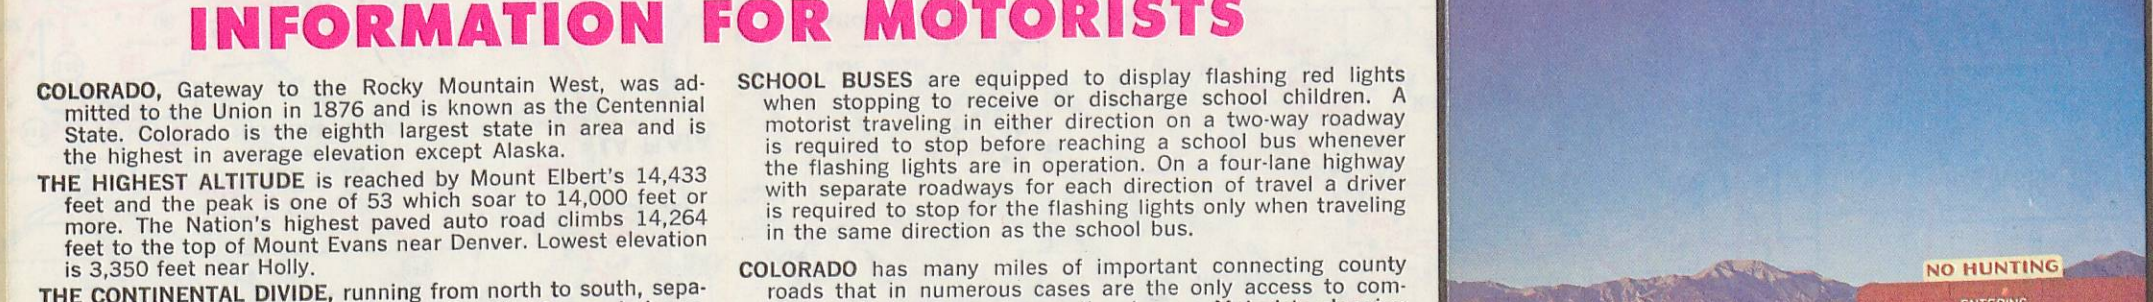 INFORMATION FOR MOTORISTS
COLORADO, Gateway to the Rocky Mountain West, was ad-
mitted to the Union in 1876 and is known as the Centennial
State. Colorado is the eighth largest state in area and is
the highest in average elevation except Alaska.
THE HIGHEST ALTITUDE is reached by Mount Elbert's 14,433
feet and the peak is one of 53 which soar to 14,000 feet or
more. The Nation's highest paved auto road climbs 14,264
feet to the top of Mount Evans near Denver. Lowest elevation
is 3,350 feet near Holly.
THE CONTINENTAL DIVIDE, running from north to south, sepa-
SCHOOL BUSES are equipped to display flashing red lights
when stopping to receive or discharge school children. A
motorist traveling in either direction on a two-way roadway
is required to stop before reaching a school bus whenever
the flashing lights are in operation. On a four-lane highway
with separate roadways for each direction of travel a driver
is required to stop for the flashing lights only when traveling
in the same direction as the school bus.
COLORADO has many miles of important connecting county
roads that in numerous cases are the only access to com-
NO HUNTING
ENTERING